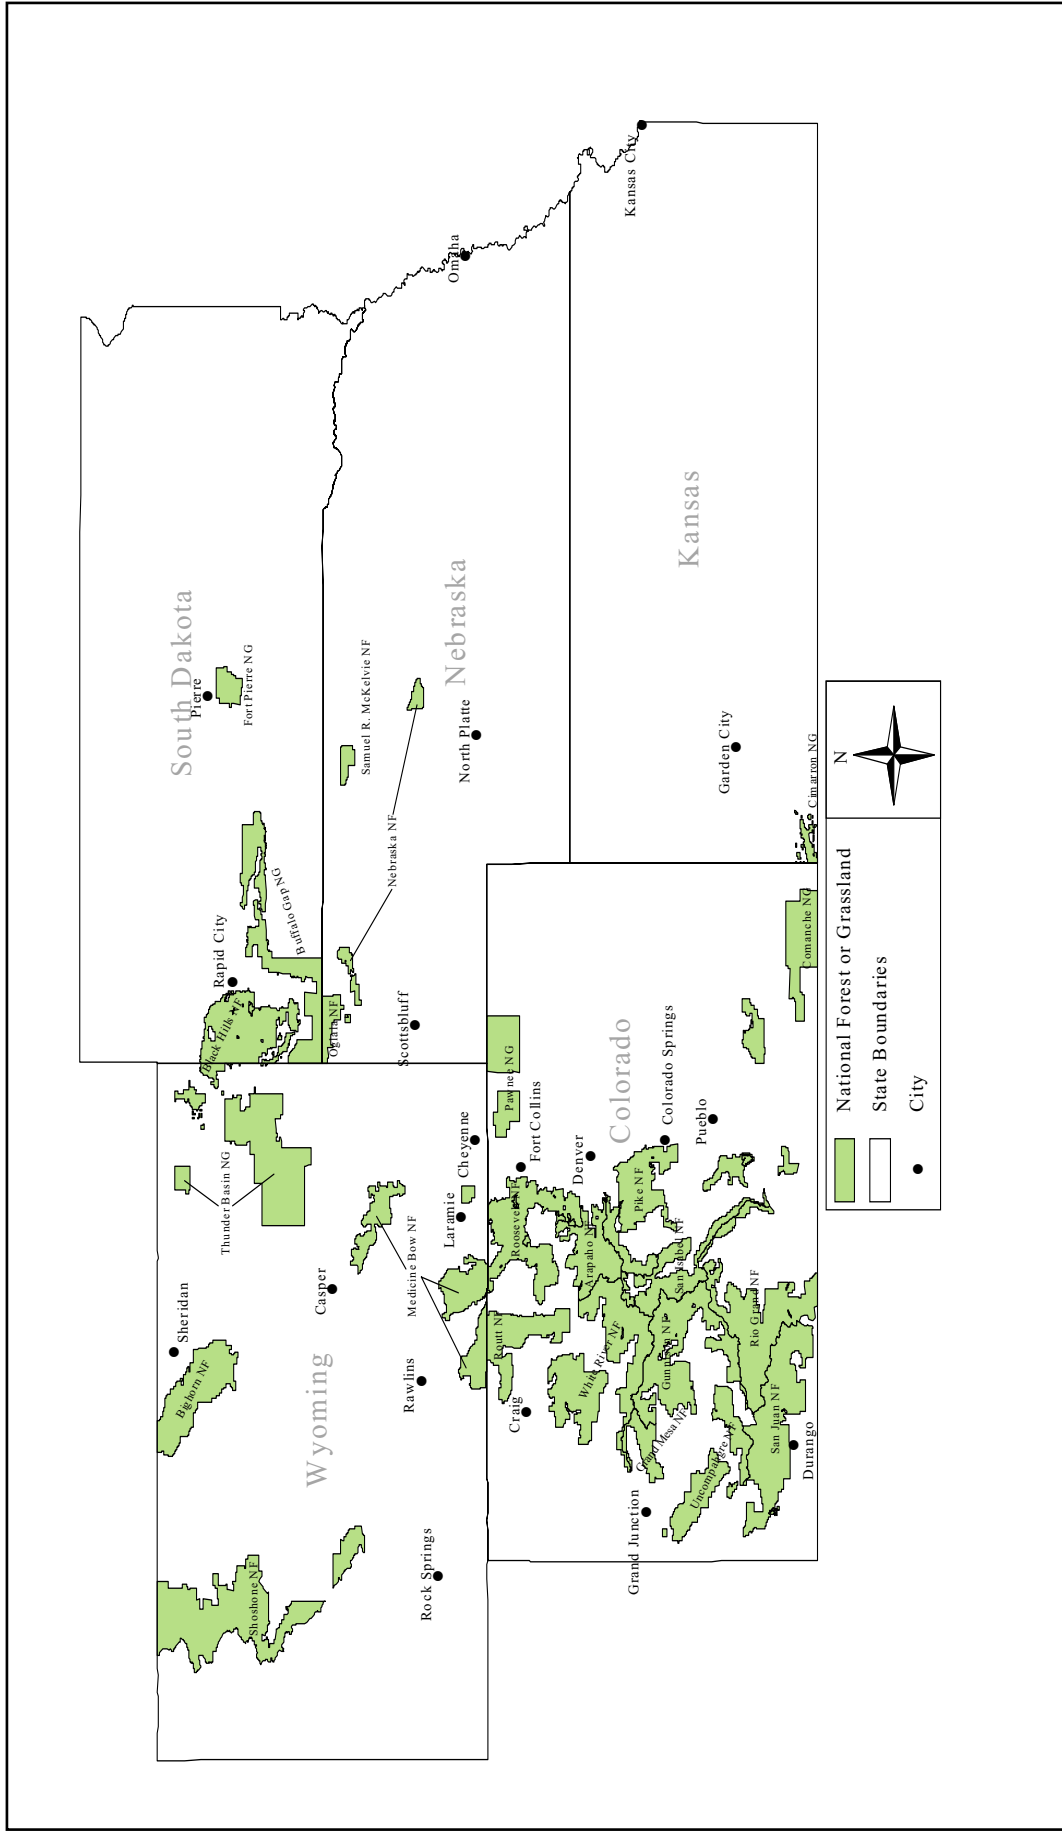 South Dakota
Pierre
Fort Pierre NG
Rapid City
Black Hills NF
Buffalo Gap NG
Sheridan
Bighorn NF
Thunder Basin NG
Shoshone NF
Wyoming
Casper
Oglala NF
Samuel R. McKelvie NF
Nebraska NF
Nebraska
North Platte
Omaha
Scottsbluff
Medicine Bow NF
Rawlins
Rock Springs
Laramie
Cheyenne
Craig
Routt NF
Roosevelt NF
Fort Collins
Pawnee NG
Denver
Arapaho NF
White River NF
Colorado
Pike NF
Colorado Springs
Grand Junction
Grand Mesa NF
Gunnison NF
San Isabel NF
Pueblo
Uncompahgre NF
Rio Grand NF
San Juan NF
Durango
Comanche NG
Kansas City
Kansas
Garden City
Cimarron NG
National Forest or Grassland
State Boundaries
City
N